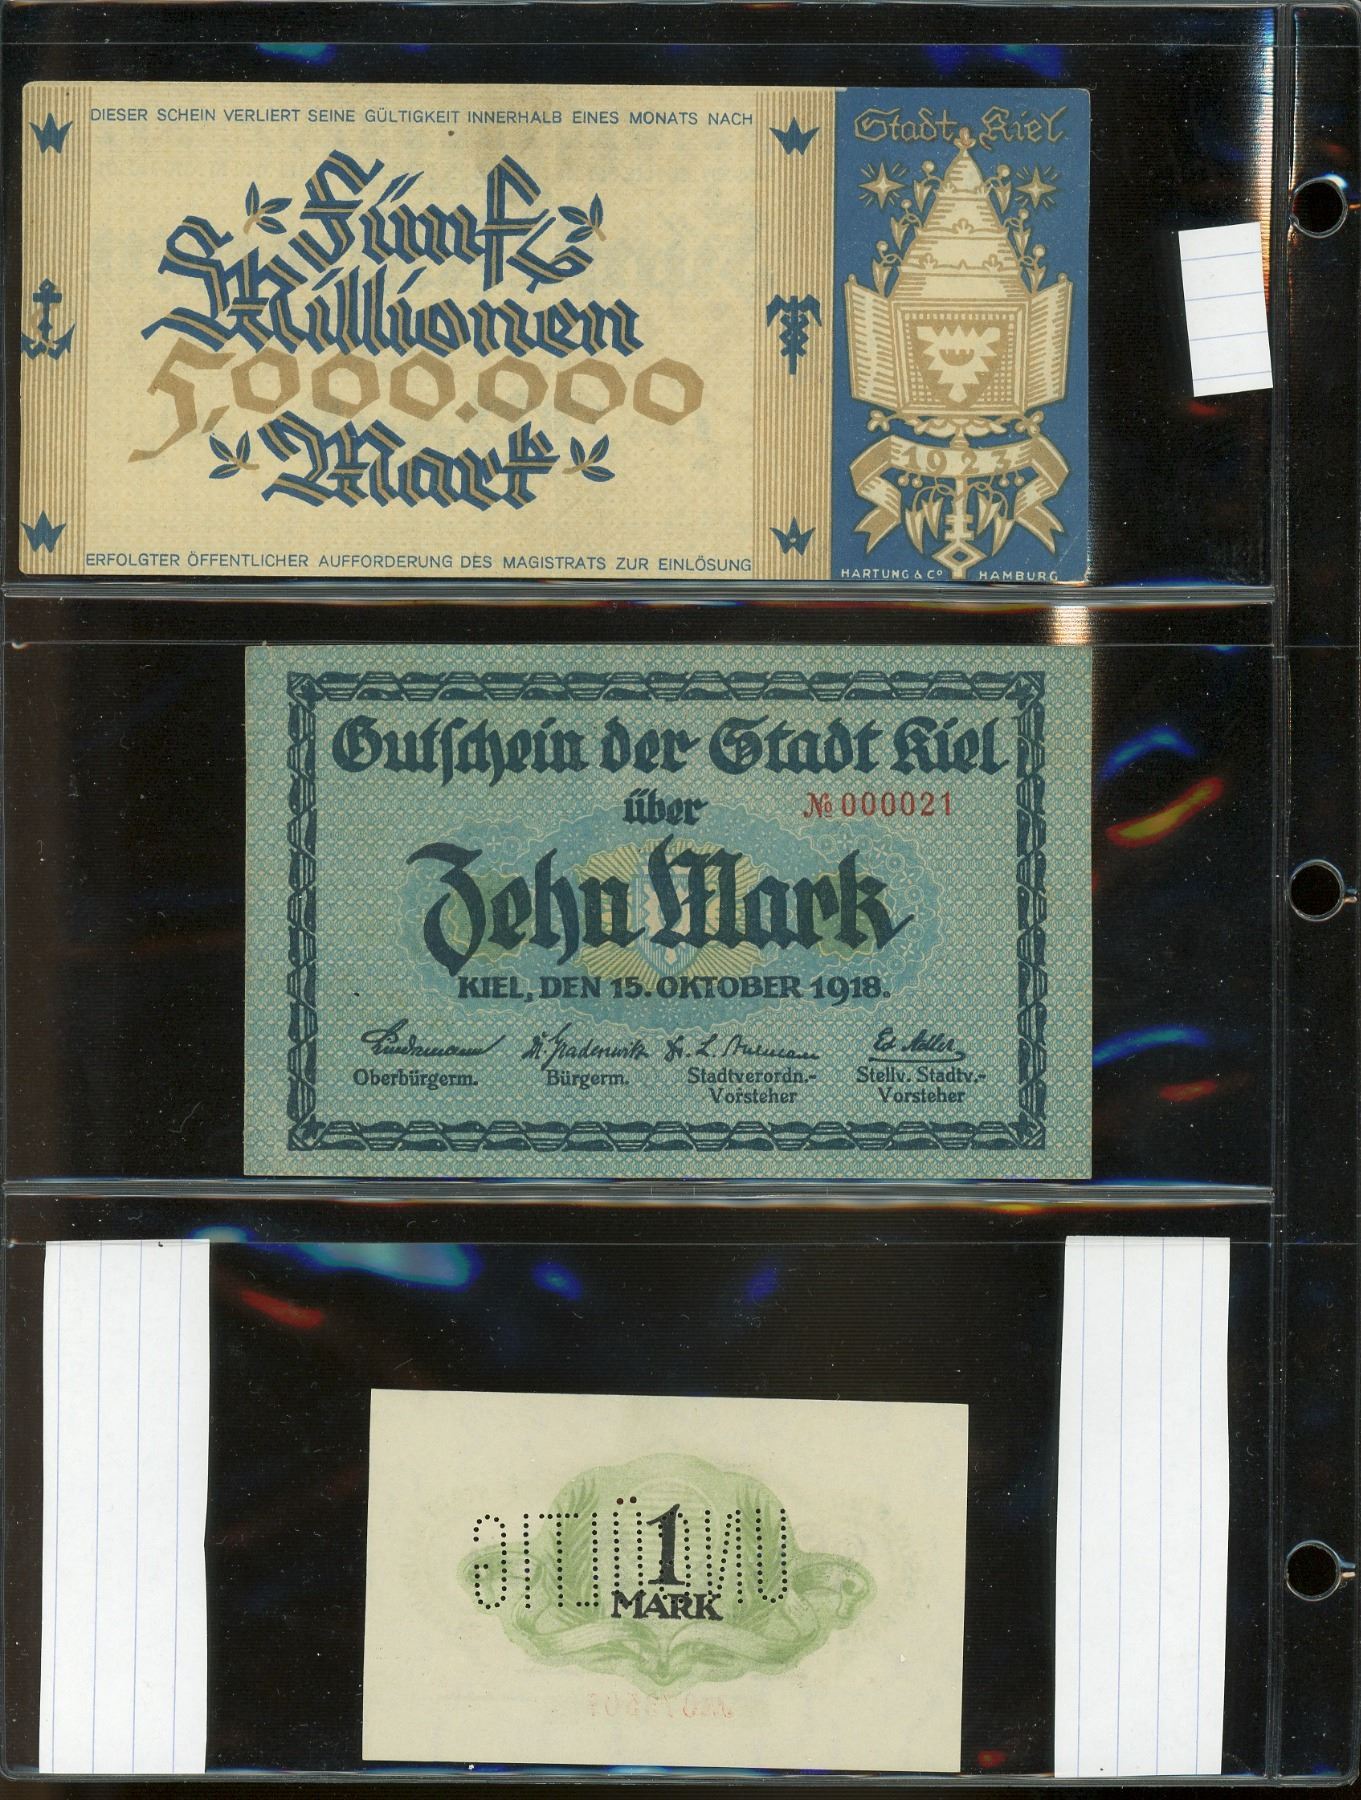 DIESER SCHEIN VERLIERT SEINE GÜLTIGKEIT INNERHALB EINES MONATS NACH
Fünf
Millionen
5.000.000
Mark
ERFOLGTER ÖFFENTLICHER AUFFORDERUNG DES MAGISTRATS ZUR EINLÖSUNG
Stadt Kiel
1923
HARTUNG & Co HAMBURG
Gutschein der Stadt Kiel
über
№ 000021
Zehn Mark
KIEL, DEN 15. OKTOBER 1918.
Oberbürgerm. Bürgerm. Stadtverordn.- Stellv. Stadtv.-
Vorsteher Vorsteher
UNGÜLTIG
1
MARK